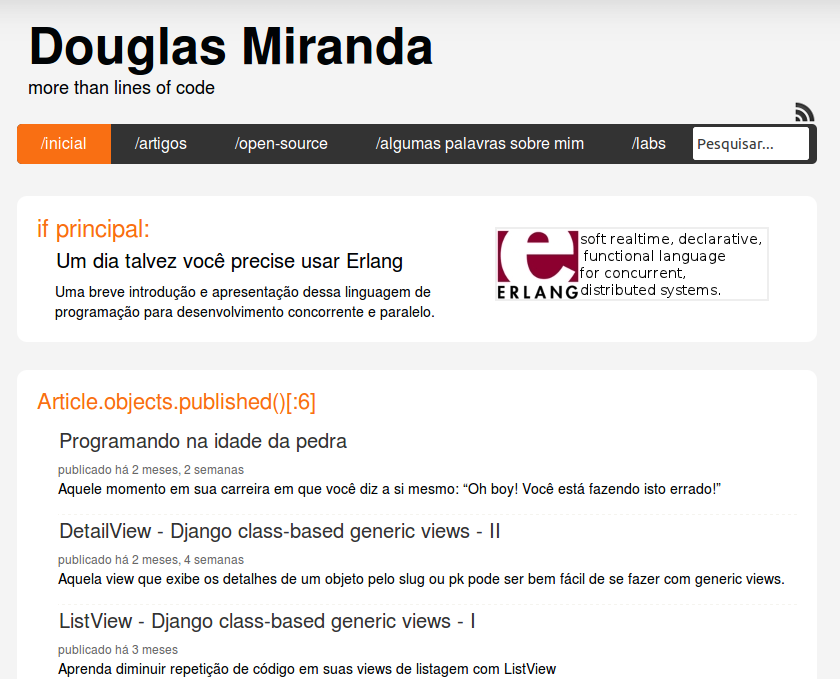 Douglas Miranda
more than lines of code
/inicial /artigos /open-source /algumas palavras sobre mim /labs Pesquisar...
if principal:
Um dia talvez você precise usar Erlang
Uma breve introdução e apresentação dessa linguagem de
programação para desenvolvimento concorrente e paralelo.
e
ERLANG
soft realtime, declarative,
functional language
for concurrent,
distributed systems.
Article.objects.published()[:6]
Programando na idade da pedra
publicado há 2 meses, 2 semanas
Aquele momento em sua carreira em que você diz a si mesmo: “Oh boy! Você está fazendo isto errado!”
DetailView - Django class-based generic views - II
publicado há 2 meses, 4 semanas
Aquela view que exibe os detalhes de um objeto pelo slug ou pk pode ser bem fácil de se fazer com generic views.
ListView - Django class-based generic views - I
publicado há 3 meses
Aprenda diminuir repetição de código em suas views de listagem com ListView